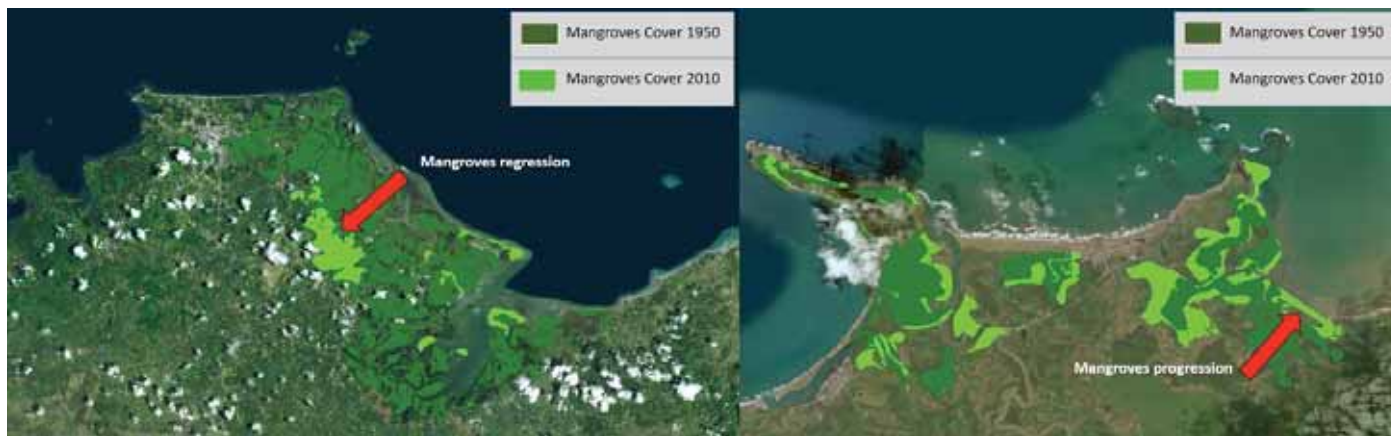 Mangroves Cover 1950
Mangroves Cover 2010
Mangroves regression
Mangroves Cover 1950
Mangroves Cover 2010
Mangroves progression